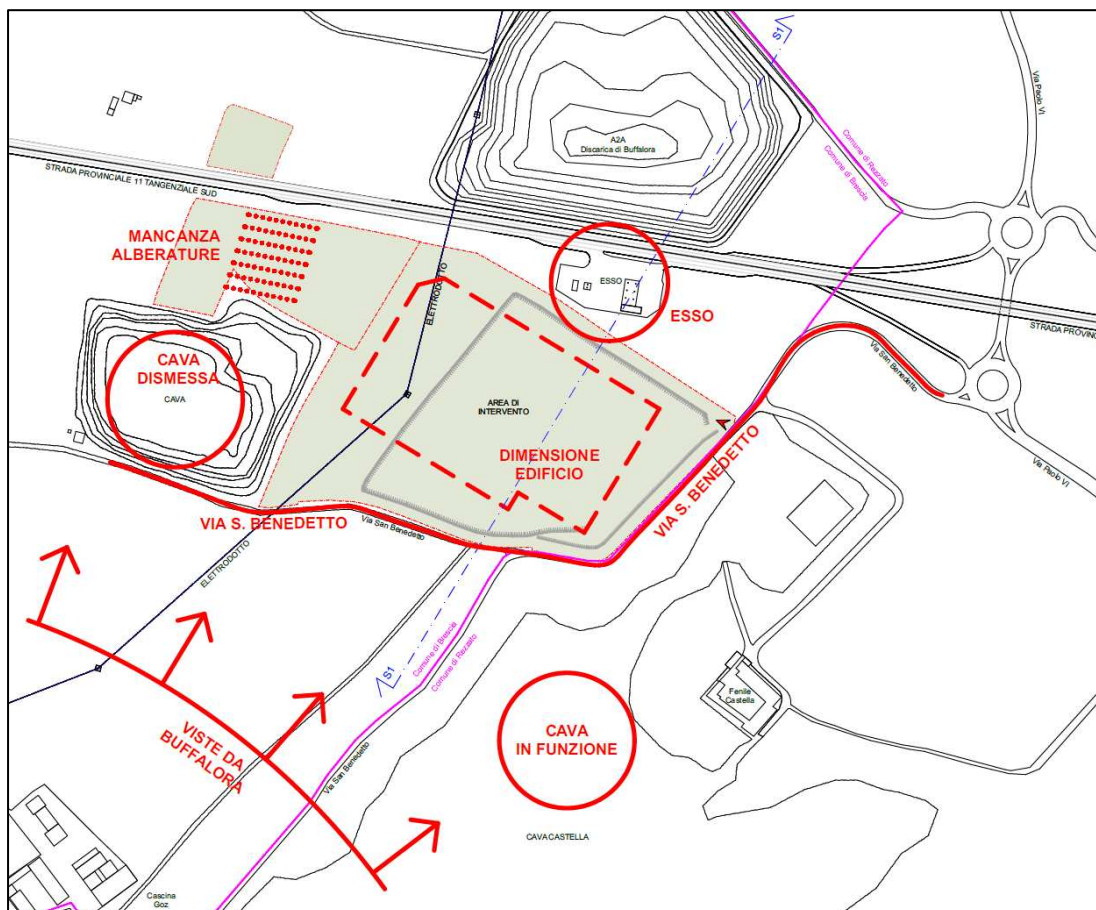 S1
Via Paolo VI
A2A
Discarica di Buffalora
Comune di Rezzato
Comune di Brescia
STRADA PROVINCIALE 11 TANGENZIALE SUD
MANCANZA
ALBERATURE
ELETTRODOTTO
ESSO
ESSO
STRADA PROVINC
Via San Benedetto
CAVA
DISMESSA
CAVA
AREA DI
INTERVENTO
DIMENSIONE
EDIFICIO
VIA S. BENEDETTO
Via Paolo VI
VIA S. BENEDETTO
Via San Benedetto
ELETTRODOTTO
Comune di Brescia
Comune di Rezzato
S1
Fenile
Castella
VISTE DA
BUFFALORA
CAVA
IN FUNZIONE
Via San Benedetto
CAVA CASTELLA
Cascina
Goz